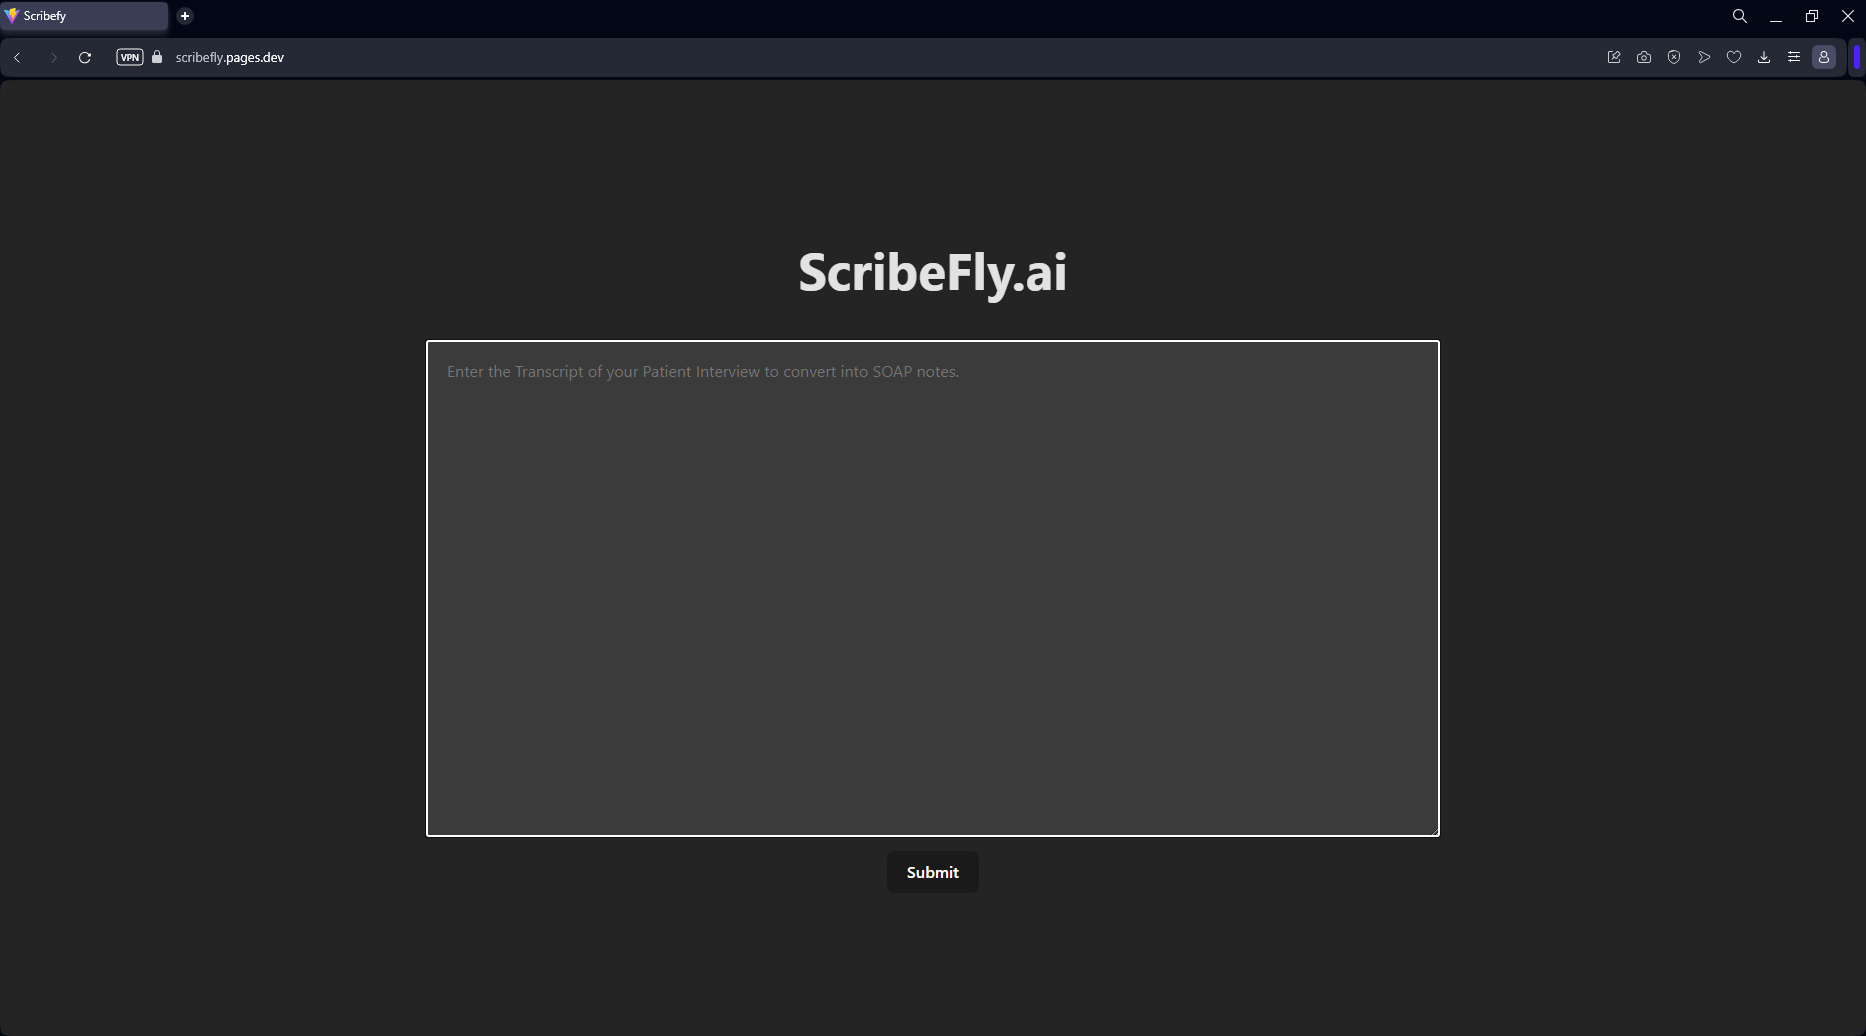 Scribefy
VPN
scribefly.pages.dev
ScribeFly.ai
Enter the Transcript of your Patient Interview to convert into SOAP notes.
Submit